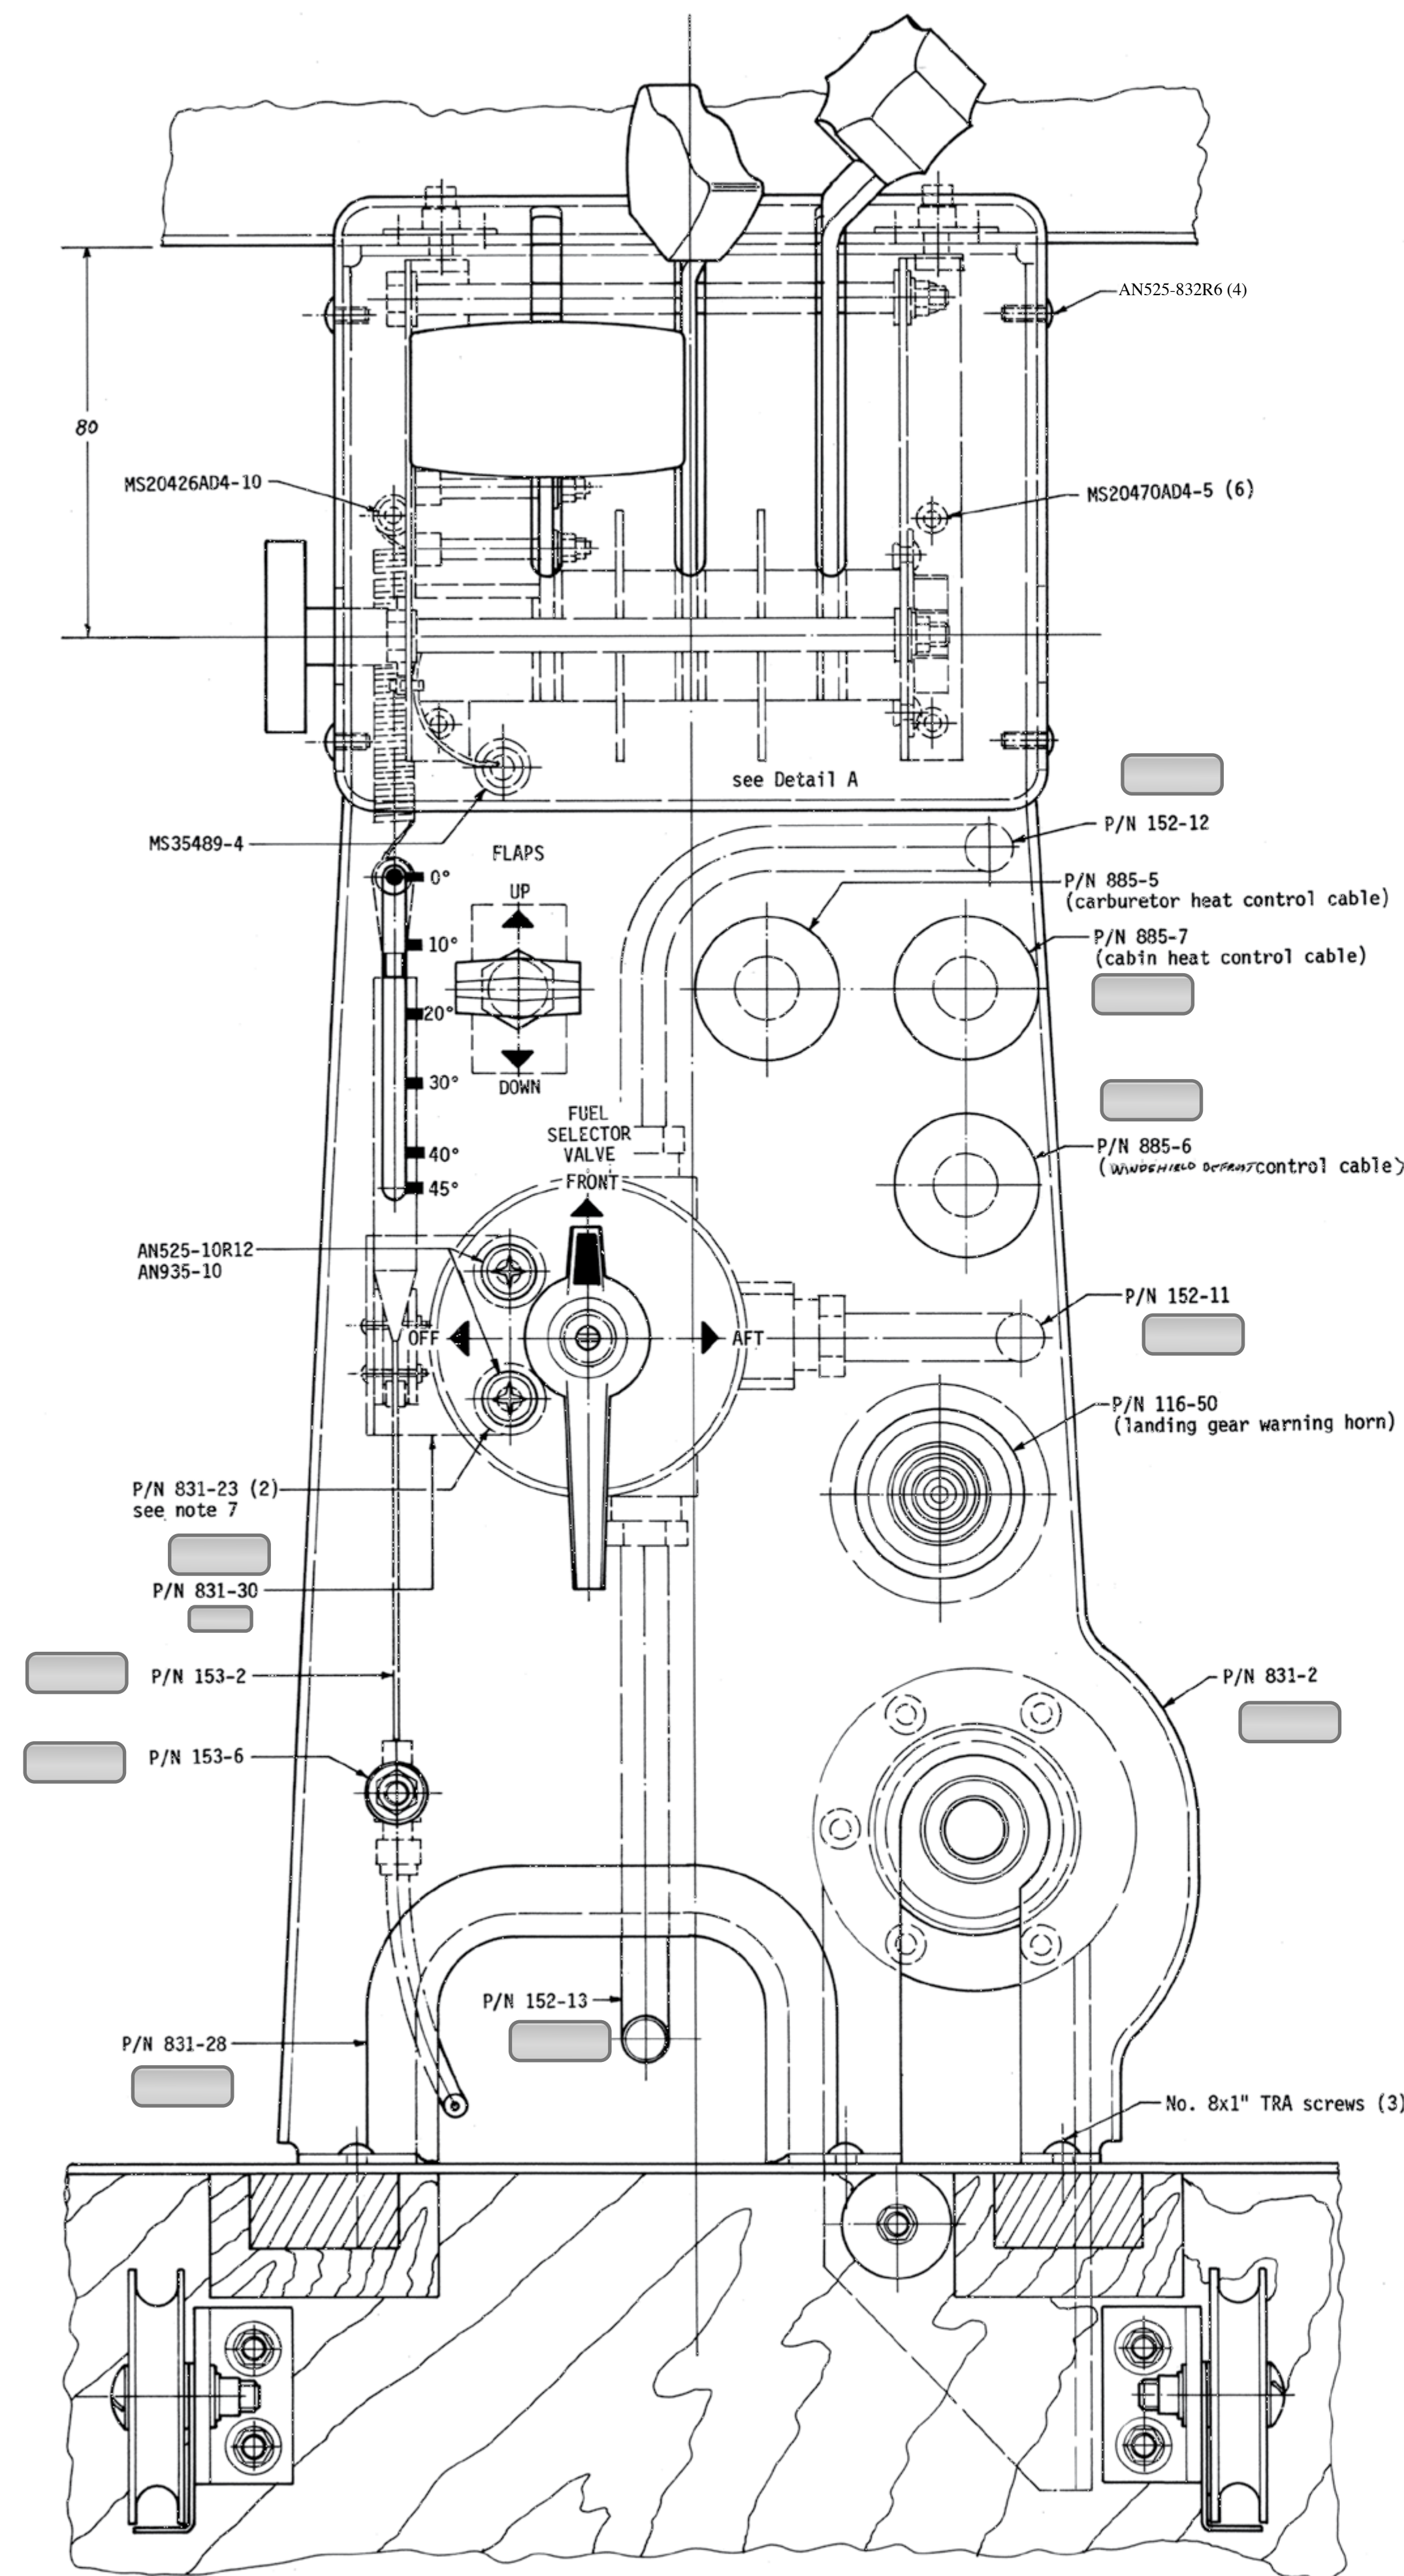 AN525-832R6 (4)
80
MS20426AD4-10
MS20470AD4-5 (6)
see Detail A
MS35489-4
P/N 152-12
FLAPS
UP
DOWN
0°
10°
20°
30°
40°
45°
P/N 885-5
(carburetor heat control cable)
P/N 885-7
(cabin heat control cable)
P/N 885-6
(WINDSHIELD DEFROST control cable)
FUEL
SELECTOR
VALVE
FRONT
OFF
AFT
AN525-10R12
AN935-10
P/N 152-11
P/N 116-50
(landing gear warning horn)
P/N 831-23 (2)
see note 7
P/N 831-30
P/N 153-2
P/N 831-2
P/N 153-6
P/N 152-13
P/N 831-28
No. 8x1" TRA screws (3)